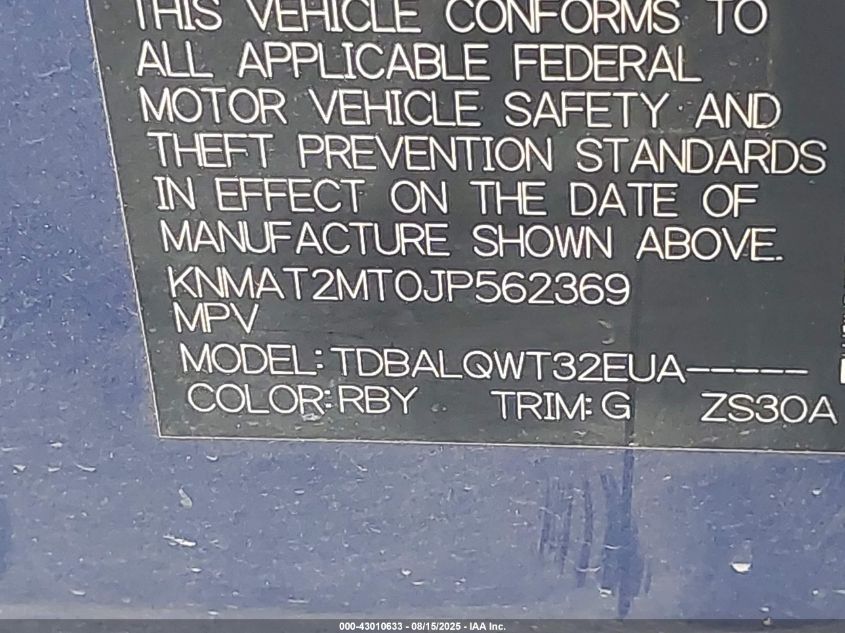 THIS VEHICLE CONFORMS TO
ALL APPLICABLE FEDERAL
MOTOR VEHICLE SAFETY AND
THEFT PREVENTION STANDARDS
IN EFFECT ON THE DATE OF
MANUFACTURE SHOWN ABOVE.
KNMAT2MT0JP562369
MPV
MODEL:TDBALQWT32EUA-----
COLOR:RBY TRIM:G ZS30A
000-43010633 - 08/15/2025 - IAA Inc.